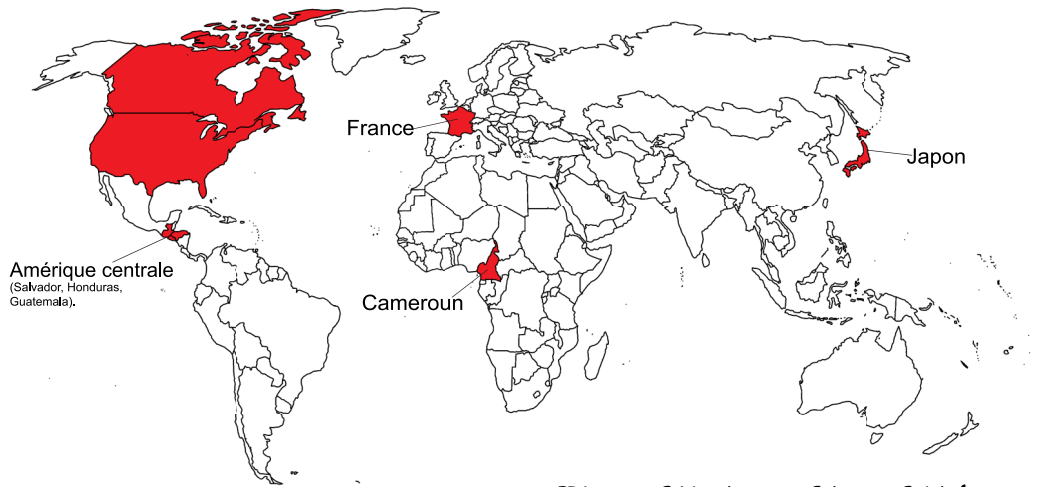 France
Japon
Amérique centrale
(Salvador, Honduras,
Guatemala).
Cameroun